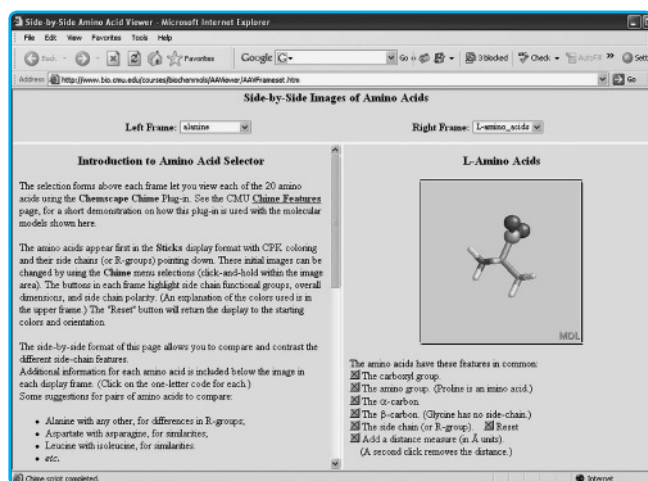 Side-by-Side Amino Acid Viewer - Microsoft Internet Explorer
File Edit View Favorites Tools Help
Back Favorites Google G Go 3 blocked Check AutoFill
Address http://www.bio.cmu.edu/courses/biochemmols/AAViewer/AAVFrameset.htm Go
Side-by-Side Images of Amino Acids
Left Frame: alanine
Right Frame: L-amino_acids
Introduction to Amino Acid Selector
The selection forms above each frame let you view each of the 20 amino
acids using the Chemscape Chime Plug-in. See the CMU Chime Features
page, for a short demonstration on how this plug-in is used with the molecular
models shown here.
The amino acids appear first in the Sticks display format with CPK coloring
and their side chains (or R-groups) pointing down. These initial images can be
changed by using the Chime menu selections (click-and-hold within the image
area). The buttons in each frame highlight side chain functional groups, overall
dimensions, and side chain polarity. (An explanation of the colors used is in
the upper frame.) The "Reset" button will return the display to the starting
colors and orientation.
The side-by-side format of this page allows you to compare and contrast the
different side-chain features.
Additional information for each amino acid is included below the image in
each display frame. (Click on the one-letter code for each.)
Some suggestions for pairs of amino acids to compare:
• Alanine with any other, for differences in R-groups;
• Aspartate with asparagine, for similarities;
• Leucine with isoleucine, for similarities.
• etc.
L-Amino Acids
MDL
The amino acids have these features in common:
The carboxyl group.
The amino group. (Proline is an imino acid.)
The α-carbon.
The β-carbon. (Glycine has no side-chain.)
The side chain (or R-group). Reset
Add a distance measure (in Å units).
(A second click removes the distance.)
Chime script completed.
Internet